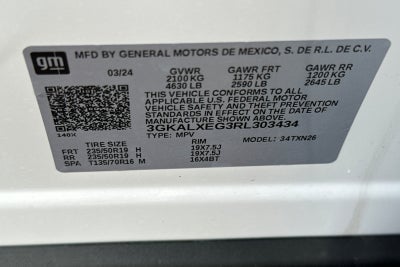 gm
MFD BY GENERAL MOTORS DE MEXICO, S. DE R.L. DE C.V.
03/24 GVWR GAWR FRT GAWR RR
2100 KG 1175 KG 1200 KG
4630 LB 2590 LB 2645 LB
THIS VEHICLE CONFORMS TO ALL
APPLICABLE U.S. FEDERAL MOTOR
VEHICLE SAFETY AND THEFT PREVENTION
STANDARDS IN EFFECT ON THE DATE OF
MANUFACTURE SHOWN ABOVE.
3GKALXEG3RL303434
TYPE: MPV MODEL: 34TXN26
TIRE SIZE RIM
FRT 235/50R19 H 19X7.5J
RR 235/50R19 H 19X7.5J
SPA T135/70R16 M 16X4BT